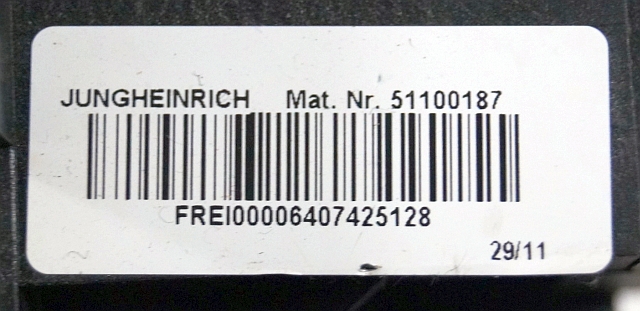 JUNGHEINRICH Mat. Nr. 51100187
FREI00006407425128
29/11